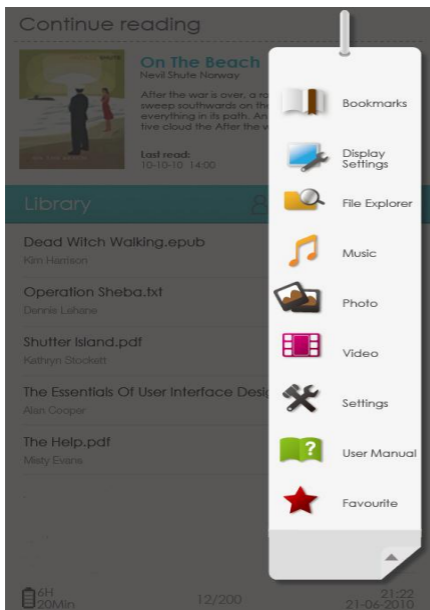 Continue reading
On The Beach
Nevil Shute Norway
After the war is over, a
sweep southwards on the
everything in its path. An
tive cloud the After the
Last read:
10-10-10 14:00
Library
Dead Witch Walking.epub
Kim Harrison
Operation Sheba.txt
Dennis Lehane
Shutter Island.pdf
Kathryn Stockett
The Essentials Of User Interface
Alan Cooper
The Help.pdf
Misty Evans
6H
20Min
12/200
21:22
21-06-2010
Bookmarks
Display
Settings
File Explorer
Music
Photo
Video
Settings
?
User Manual
Favourite